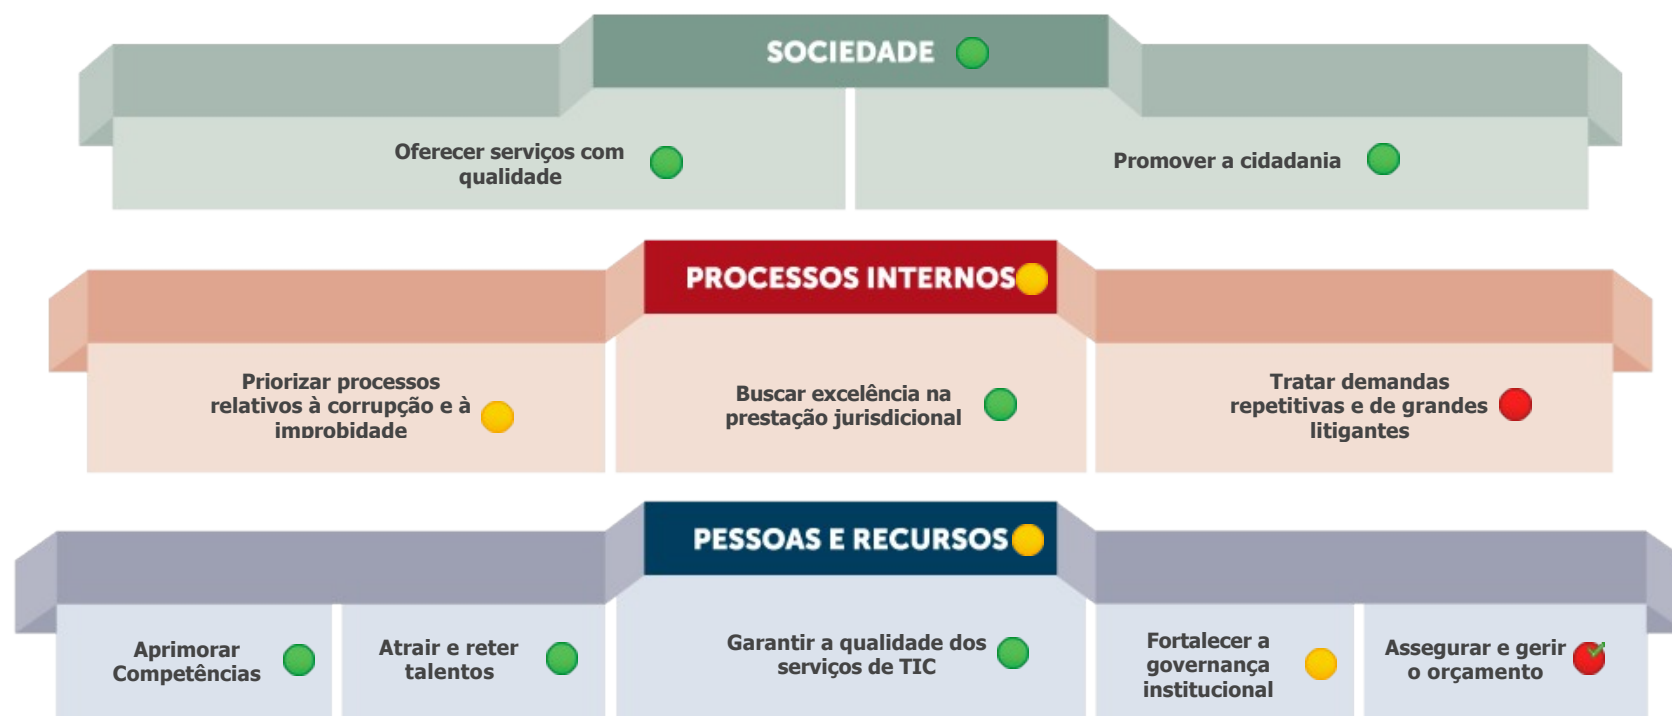 SOCIEDADE
Oferecer serviços com
qualidade
Promover a cidadania
PROCESSOS INTERNOS
Priorizar processos
relativos à corrupção e à
improbidade
Buscar excelência na
prestação jurisdicional
Tratar demandas
repetitivas e de grandes
litigantes
PESSOAS E RECURSOS
Aprimorar
Competências
Atrair e reter
talentos
Garantir a qualidade dos
serviços de TIC
Fortalecer a
governança
institucional
Assegurar e gerir
o orçamento